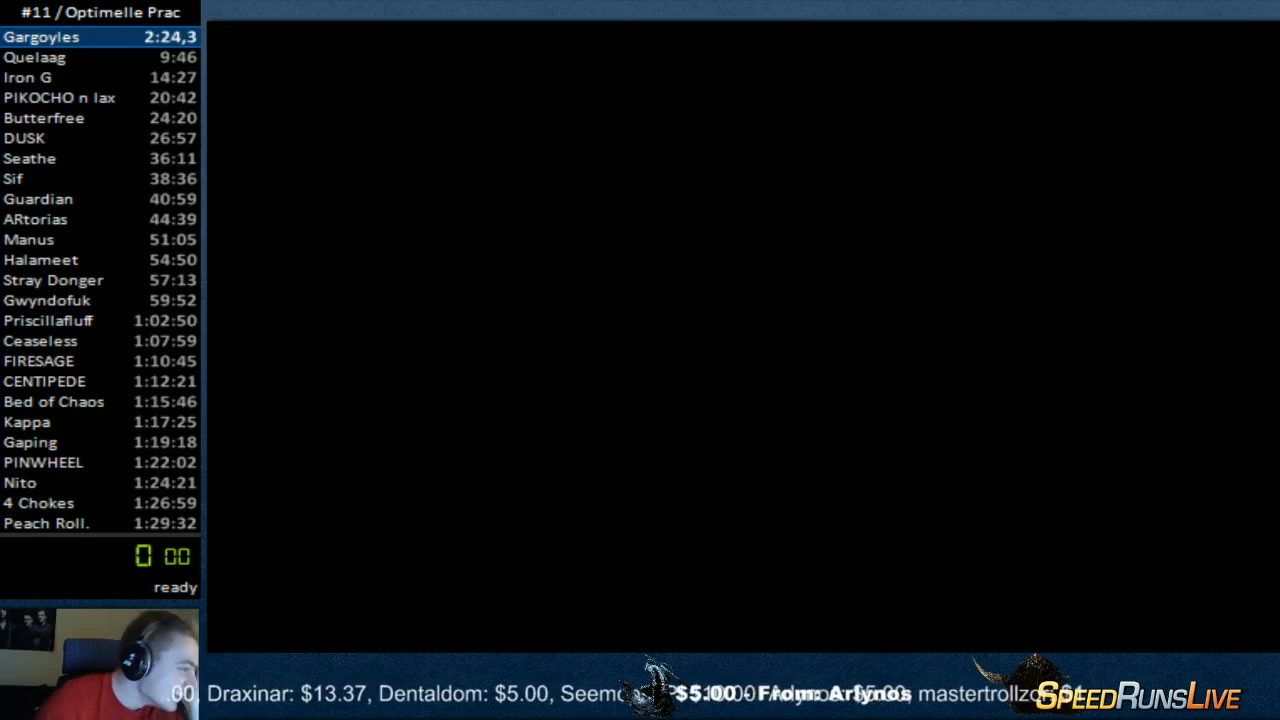 #11 / Optimelle Prac
Gargoyles 2:24,3
Quelaag 9:46
Iron G 14:27
PIKOCHO n lax 20:42
Butterfree 24:20
DUSK 26:57
Seathe 36:11
Sif 38:36
Guardian 40:59
ARtorias 44:39
Manus 51:05
Halameet 54:50
Stray Donger 57:13
Gwyndofuk 59:52
Priscillafluff 1:02:50
Ceaseless 1:07:59
FIRESAGE 1:10:45
CENTIPEDE 1:12:21
Bed of Chaos 1:15:46
Kappa 1:17:25
Gaping 1:19:18
PINWHEEL 1:22:02
Nito 1:24:21
4 Chokes 1:26:59
Peach Roll. 1:29:32
0 00
ready
.00, Draxinar: $13.37, Dentaldom: $5.00, $5.00 - From: Arlynos
SPEEDRUNSLIVE